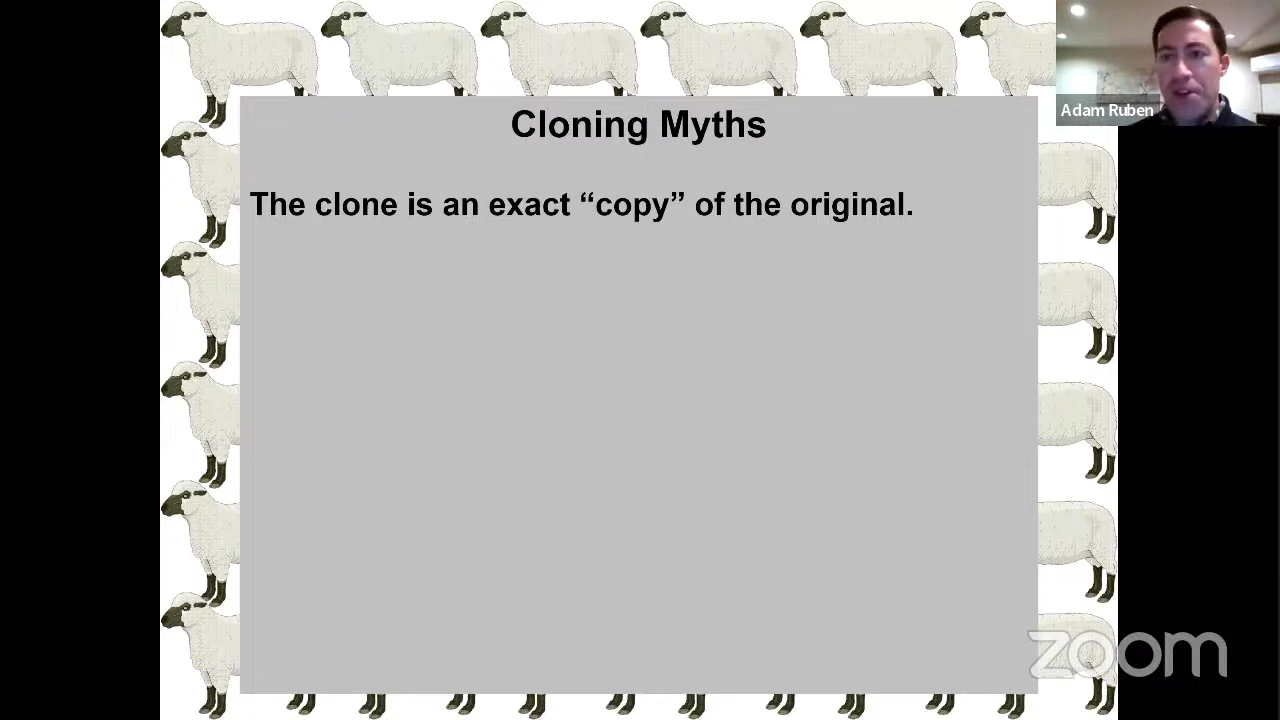 Cloning Myths
Adam Ruben
The clone is an exact “copy” of the original.
zoom